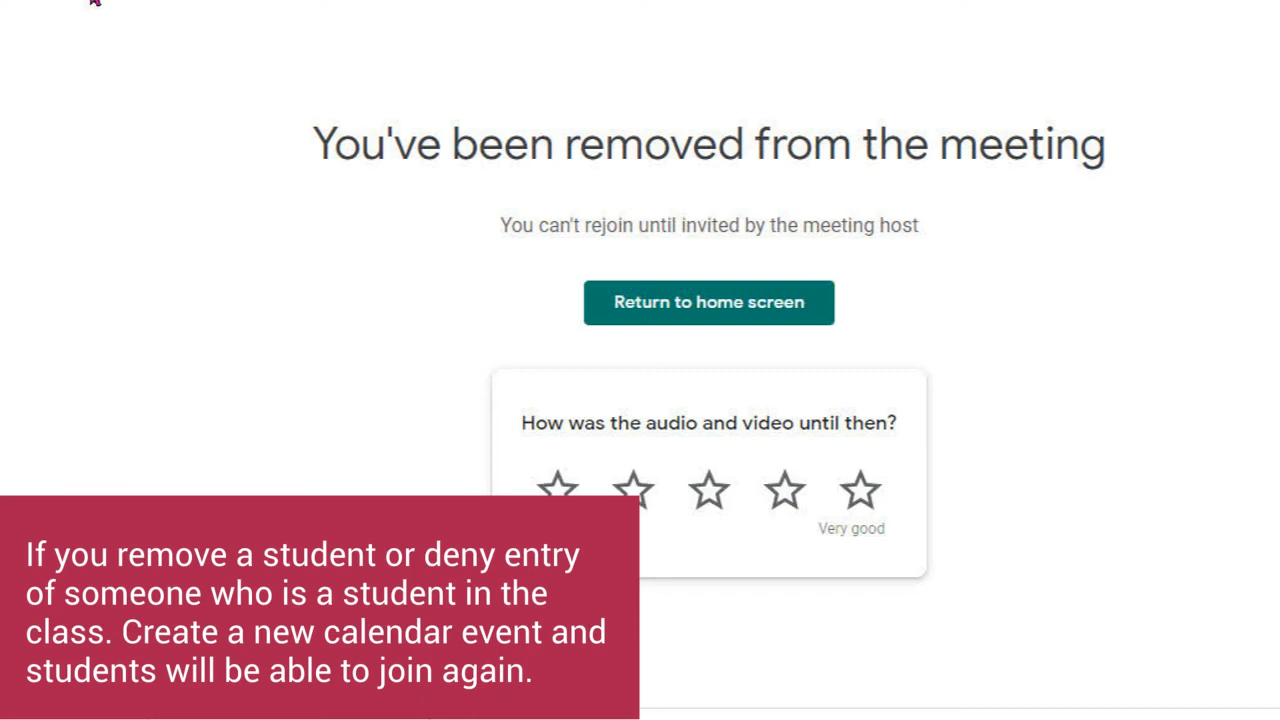 You've been removed from the meeting
You can't rejoin until invited by the meeting host
Return to home screen
How was the audio and video until then?
Very good
If you remove a student or deny entry
of someone who is a student in the
class. Create a new calendar event and
students will be able to join again.